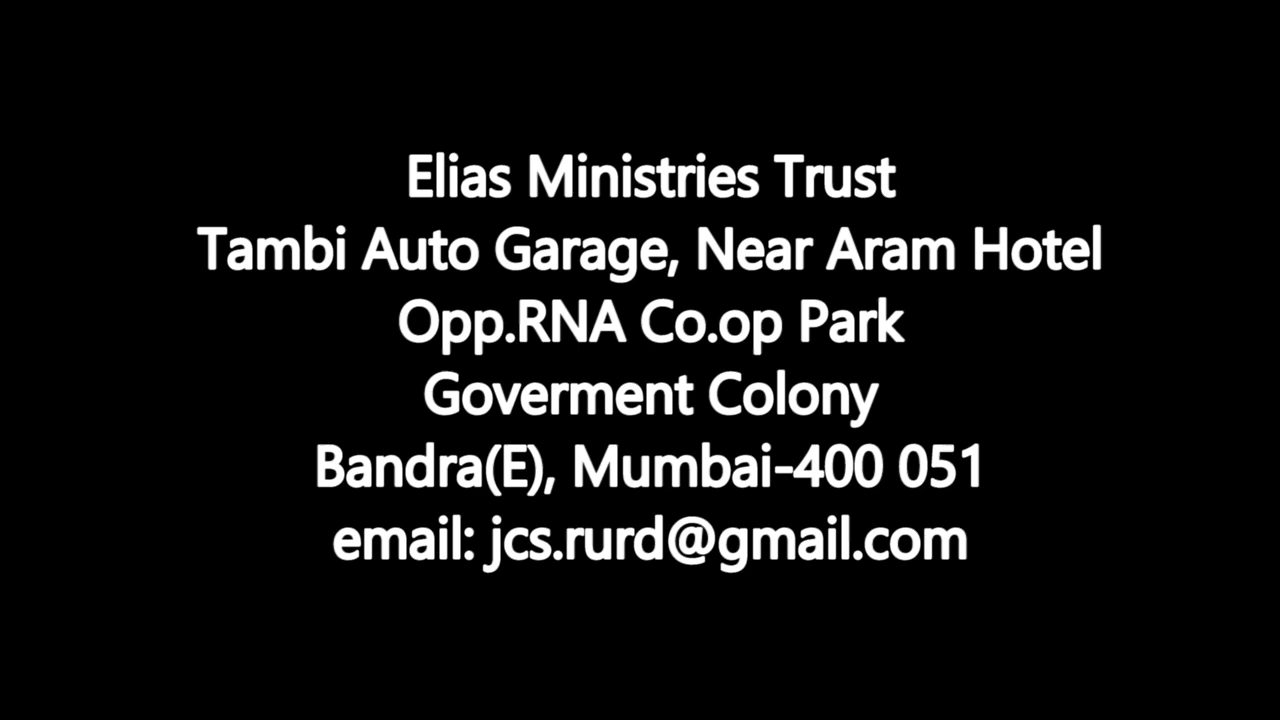 Elias Ministries Trust
Tambi Auto Garage, Near Aram Hotel
Opp.RNA Co.op Park
Goverment Colony
Bandra(E), Mumbai-400 051
email: jcs.rurd@gmail.com